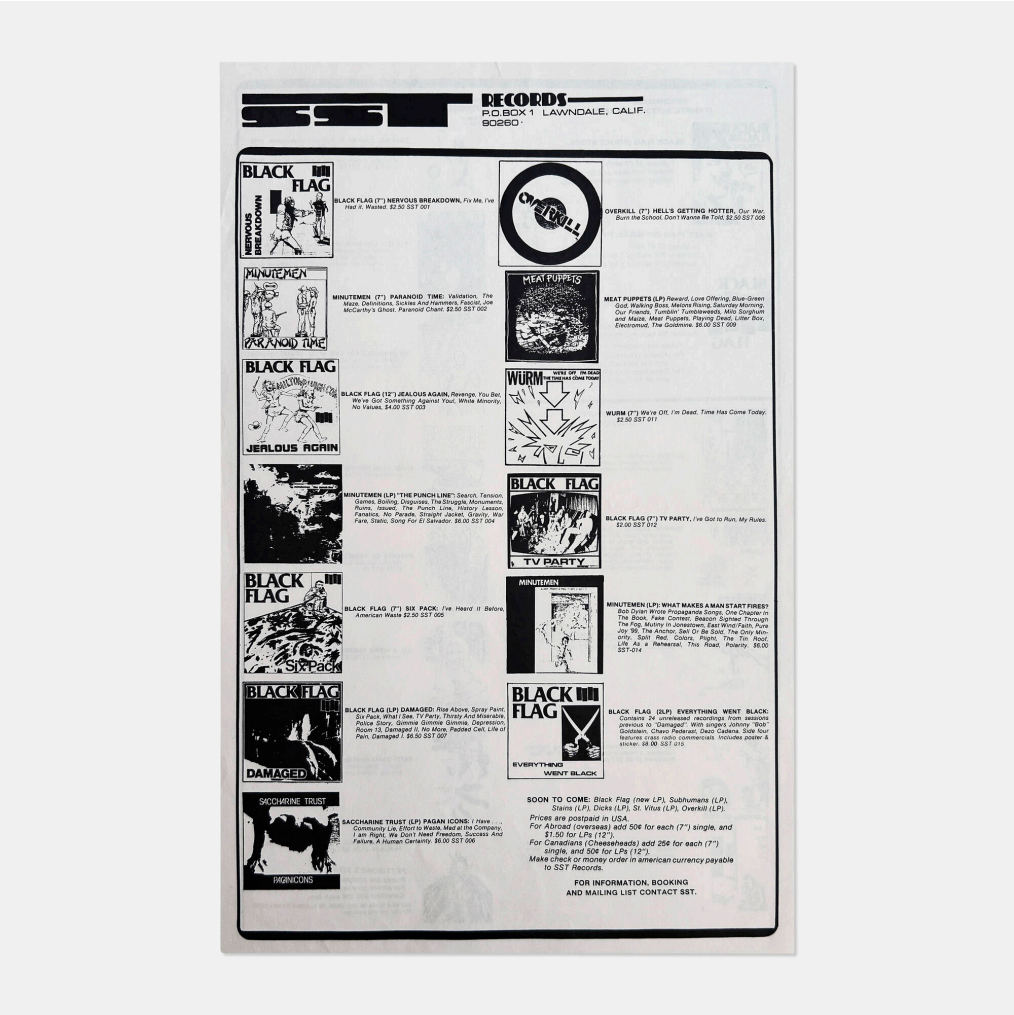 SST RECORDS
P.O.BOX 1 LAWNDALE, CALIF.
90260
BLACK FLAG
NERVOUS BREAKDOWN
BLACK FLAG (7") NERVOUS BREAKDOWN, Fix Me, I've
Had it. Wasted. $2.50 SST 001
MINUTEMEN
PARANOID TIME
MINUTEMEN (7") PARANOID TIME: Validation, The
Maze, Definitions, Sickles And Hammers, Fascist, Joe
McCarthy's Ghost. Paranoid Chant. $2.50 SST 002
BLACK FLAG
JEALOUS AGAIN
BLACK FLAG (12") JEALOUS AGAIN, Revenge, You Bet,
We've Got Something Against You!, White Minority,
No Values, $4.00 SST 003
MINUTEMEN (LP) "THE PUNCH LINE": Search, Tension.
Games, Boiling, Disguises, The Struggle, Monuments,
Ruins, Issued, The Punch Line, History Lesson,
Fanatics, No Parade, Straight Jacket, Gravity, War
Fare, Static, Song For El Salvador. $6.00 SST 004
BLACK
FLAG
Six Pack
BLACK FLAG (7") SIX PACK: I've Heard It Before,
American Waste $2.50 SST 005
BLACK FLAG
DAMAGED
BLACK FLAG (LP) DAMAGED: Rise Above, Spray Paint,
Six Pack, What I See, TV Party, Thirsty And Miserable,
Police Story, Gimmie Gimmie Gimmie, Depression,
Room 13, Damaged II, No More, Padded Cell, Life of
Pain, Damaged I. $6.50 SST 007
SACCHARINE TRUST
PAGINICONS
SACCHARINE TRUST (LP) PAGAN ICONS: I Have . . .,
Community Lie, Effort to Waste, Mad at the Company,
I am Right, We Don't Need Freedom, Success And
Failure, A Human Certainty. $6.00 SST 006
OVERKILL
OVERKILL (7") HELL'S GETTING HOTTER, Our War.
Burn the School, Don't Wanne Be Told, $2.50 SST 008
MEAT PUPPETS
MEAT PUPPETS (LP) Reward, Love Offering, Blue-Green
God, Walking Boss, Melons Rising, Saturday Morning,
Our Friends, Tumblin' Tumbleweeds, Milo Sorghum
and Maize, Meat Puppets, Playing Dead, Litter Box,
Electromud, The Goldmine. $6.00 SST 009
WÜRM
WE'RE OFF I'M DEAD
THE TIME HAS COME TODAY
WURM (7") We're Off, I'm Dead, Time Has Come Today.
$2.50 SST 011
BLACK FLAG
TV PARTY
BLACK FLAG (7") TV PARTY, I've Got to Run, My Rules.
$2.00 SST 012
MINUTEMEN
MINUTEMEN (LP): WHAT MAKES A MAN START FIRES?
Bob Dylan Wrote Propaganda Songs, One Chapter In
The Book, Fake Contest, Beacon Sighted Through
The Fog, Mutiny In Jonestown, East Wind/Faith, Pure
Joy '99, The Anchor, Sell Or Be Sold, The Only Min-
ority, Split Red, Colors, Plight, The Tin Roof,
Life As a Rehearsal, This Road, Polarity. $6.00
SST-014
BLACK
FLAG
EVERYTHING
WENT BLACK
BLACK FLAG (2LP) EVERYTHING WENT BLACK:
Contains 24 unreleased recordings from sessions
previous to "Damaged". With singers Johnny "Bob"
Goldstein, Chavo Pederast, Dezo Cadena. Side four
features crass radio commercials. Includes poster &
sticker. $8.00 SST 015
SOON TO COME: Black Flag (new LP), Subhumans (LP),
Stains (LP), Dicks (LP), St. Vitus (LP), Overkill (LP).
Prices are postpaid in USA.
For Abroad (overseas) add 50¢ for each (7") single, and
$1.50 for LPs (12").
For Canadians (Cheeseheads) add 25¢ for each (7")
single, and 50¢ for LPs (12").
Make check or money order in american currency payable
to SST Records.
FOR INFORMATION, BOOKING
AND MAILING LIST CONTACT SST.